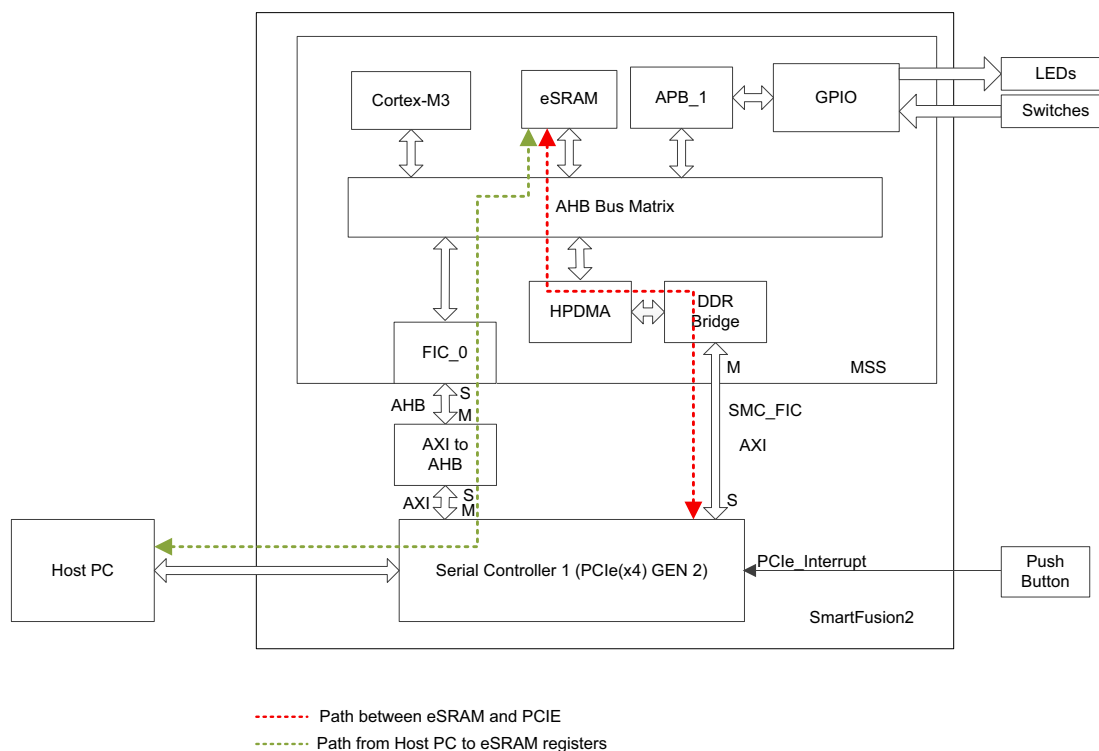 LEDs
Cortex-M3
eSRAM
APB_1
GPIO
Switches
AHB Bus Matrix
HPDMA
DDR
Bridge
FIC_0
M
MSS
AHB
S
M
SMC_FIC
AXI to
AHB
AXI
AXI
S
M
S
Host PC
Serial Controller 1 (PCIe(x4) GEN 2)
PCIe_Interrupt
Push
Button
SmartFusion2
Path between eSRAM and PCIE
Path from Host PC to eSRAM registers